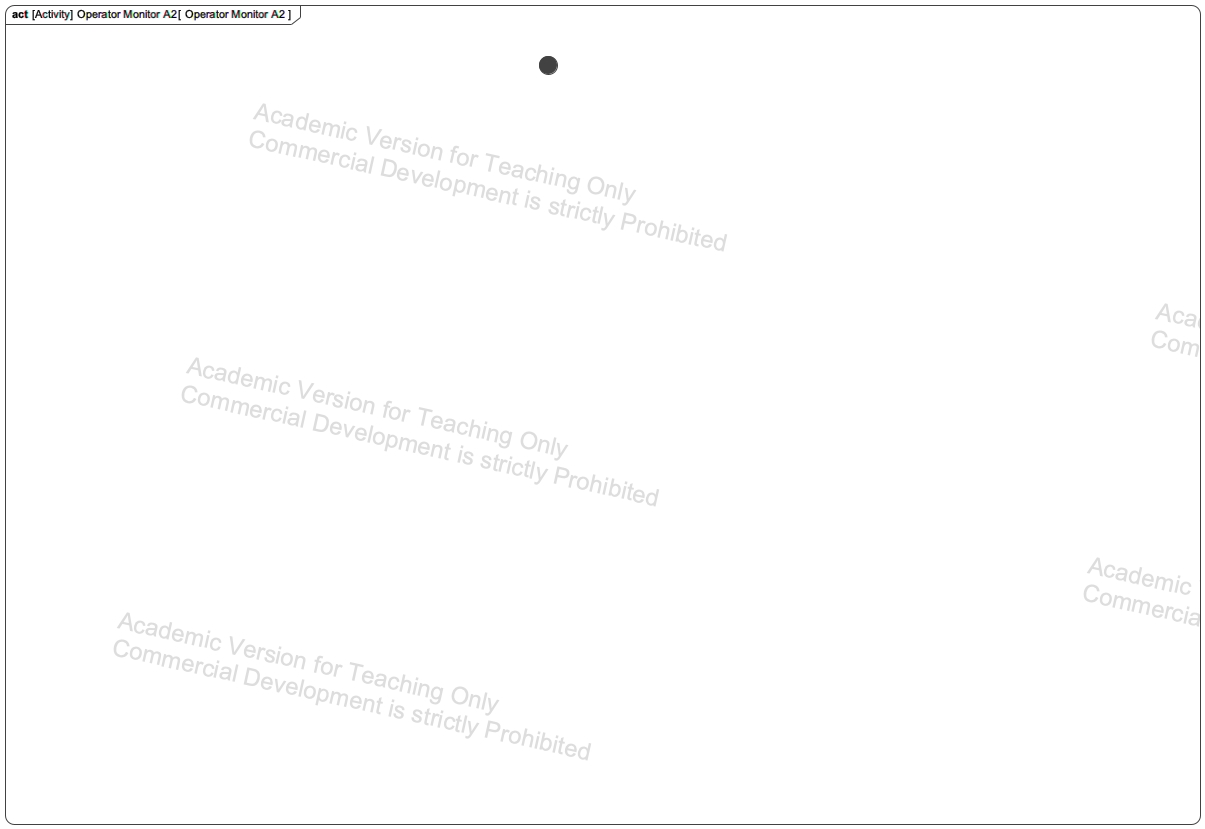 act [Activity] Operator Monitor A2[ Operator Monitor A2 ]
Academic Version for Teaching Only
Commercial Development is strictly Prohibited
Aca
Com
Academic Version for Teaching Only
Commercial Development is strictly Prohibited
Academic
Commercia
Academic Version for Teaching Only
Commercial Development is strictly Prohibited